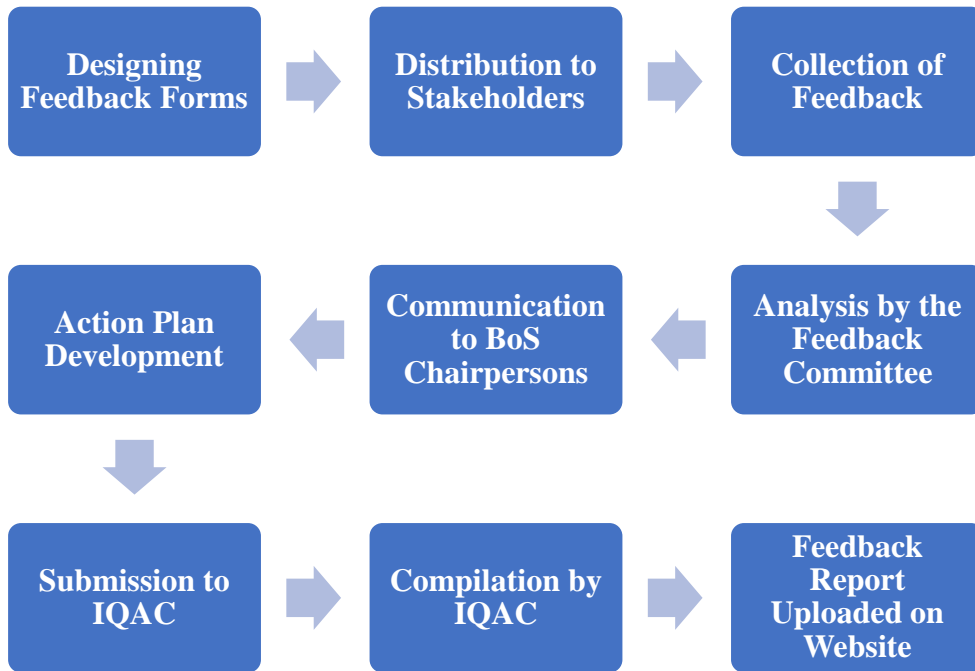 Designing
Feedback Forms
Distribution to
Stakeholders
Collection of
Feedback
Analysis by the
Feedback
Committee
Communication
to BoS
Chairpersons
Action Plan
Development
Submission to
IQAC
Compilation by
IQAC
Feedback
Report
Uploaded on
Website